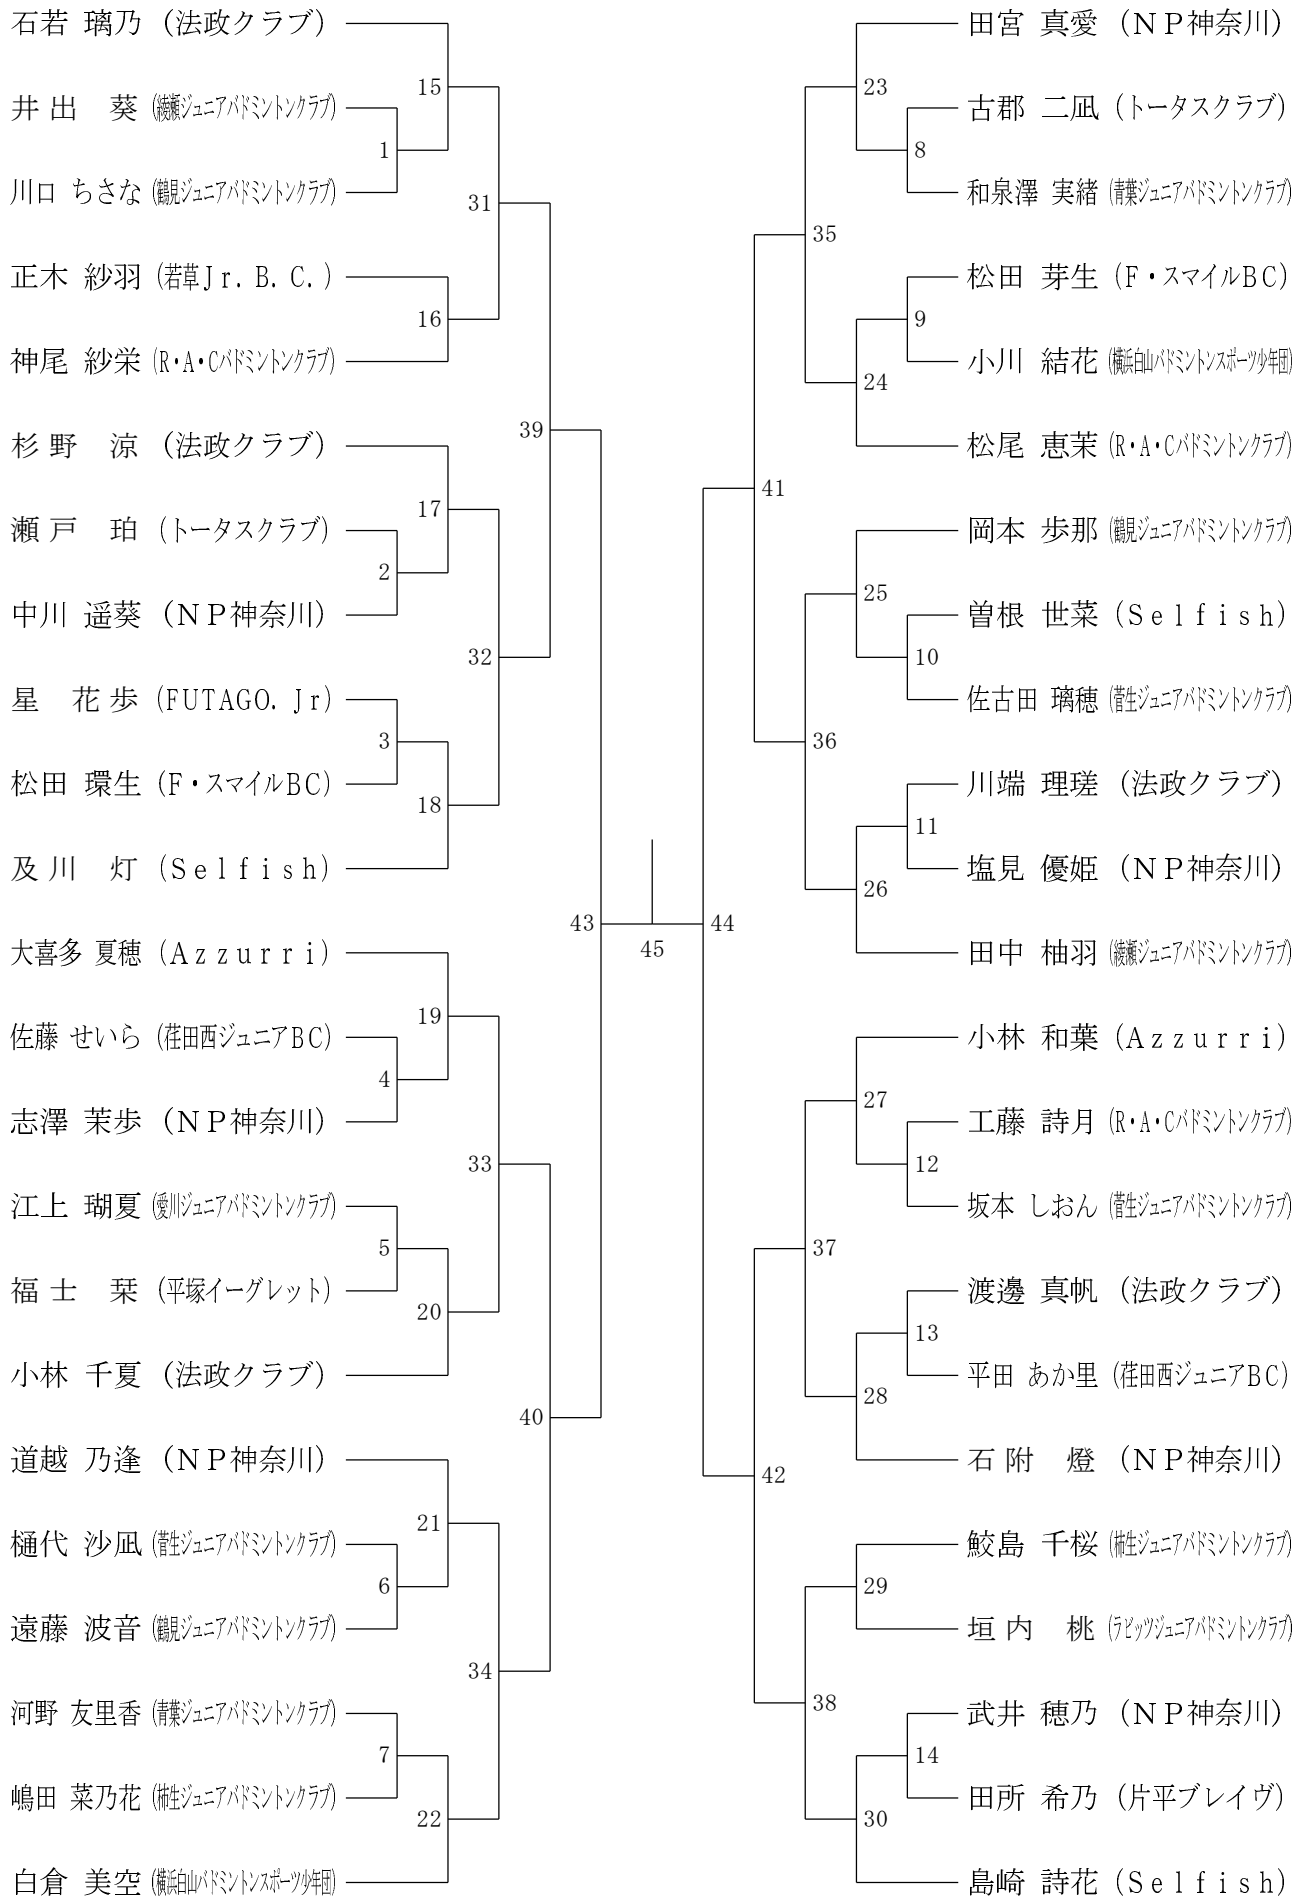 石若 璃乃 (法政クラブ)
15
井出 葵 (綾瀬ジュニアバドミントンクラブ)
1
川口 ちさな (鶴見ジュニアバドミントンクラブ)
31
正木 紗羽 (若草Jr.B.C.)
16
神尾 紗栄 (R・A・Cバドミントンクラブ)
39
杉野 涼 (法政クラブ)
17
瀬戸 珀 (トータスクラブ)
2
中川 遥葵 (NP神奈川)
32
星 花歩 (FUTAGO.Jr)
3
松田 環生 (F・スマイルBC)
18
及川 灯 (Selfish)
43
45
大喜多 夏穂 (Azzurri)
19
佐藤 せいら (荏田西ジュニアBC)
4
志澤 茉歩 (NP神奈川)
33
江上 瑚夏 (愛川ジュニアバドミントンクラブ)
5
福士 栞 (平塚イーグレット)
20
小林 千夏 (法政クラブ)
40
道越 乃逢 (NP神奈川)
21
樋代 沙凪 (菅生ジュニアバドミントンクラブ)
6
遠藤 波音 (鶴見ジュニアバドミントンクラブ)
34
河野 友里香 (青葉ジュニアバドミントンクラブ)
7
嶋田 菜乃花 (柿生ジュニアバドミントンクラブ)
22
白倉 美空 (横浜白山バドミントンスポーツ少年団)
田宮 真愛 (NP神奈川)
23
古郡 二凪 (トータスクラブ)
8
和泉澤 実緒 (青葉ジュニアバドミントンクラブ)
35
松田 芽生 (F・スマイルBC)
9
小川 結花 (横浜白山バドミントンスポーツ少年団)
24
松尾 恵茉 (R・A・Cバドミントンクラブ)
41
岡本 歩那 (鶴見ジュニアバドミントンクラブ)
25
曽根 世菜 (Selfish)
10
佐古田 璃穂 (菅生ジュニアバドミントンクラブ)
36
川端 理瑳 (法政クラブ)
11
塩見 優姫 (NP神奈川)
26
44
田中 柚羽 (綾瀬ジュニアバドミントンクラブ)
小林 和葉 (Azzurri)
27
工藤 詩月 (R・A・Cバドミントンクラブ)
12
坂本 しおん (菅生ジュニアバドミントンクラブ)
37
渡邊 真帆 (法政クラブ)
13
平田 あか里 (荏田西ジュニアBC)
28
石附 燈 (NP神奈川)
42
鮫島 千桜 (柿生ジュニアバドミントンクラブ)
29
垣内 桃 (ラビッツジュニアバドミントンクラブ)
38
武井 穂乃 (NP神奈川)
14
田所 希乃 (片平ブレイヴ)
30
島崎 詩花 (Selfish)